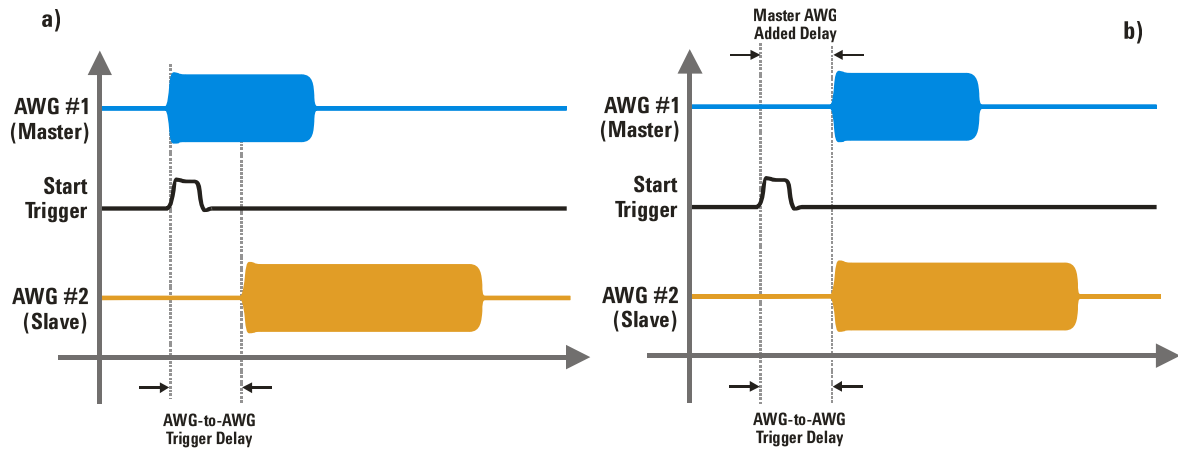 a)
AWG #1
(Master)
Start
Trigger
AWG #2
(Slave)
AWG-to-AWG
Trigger Delay
Master AWG
Added Delay
b)
AWG #1
(Master)
Start
Trigger
AWG #2
(Slave)
AWG-to-AWG
Trigger Delay